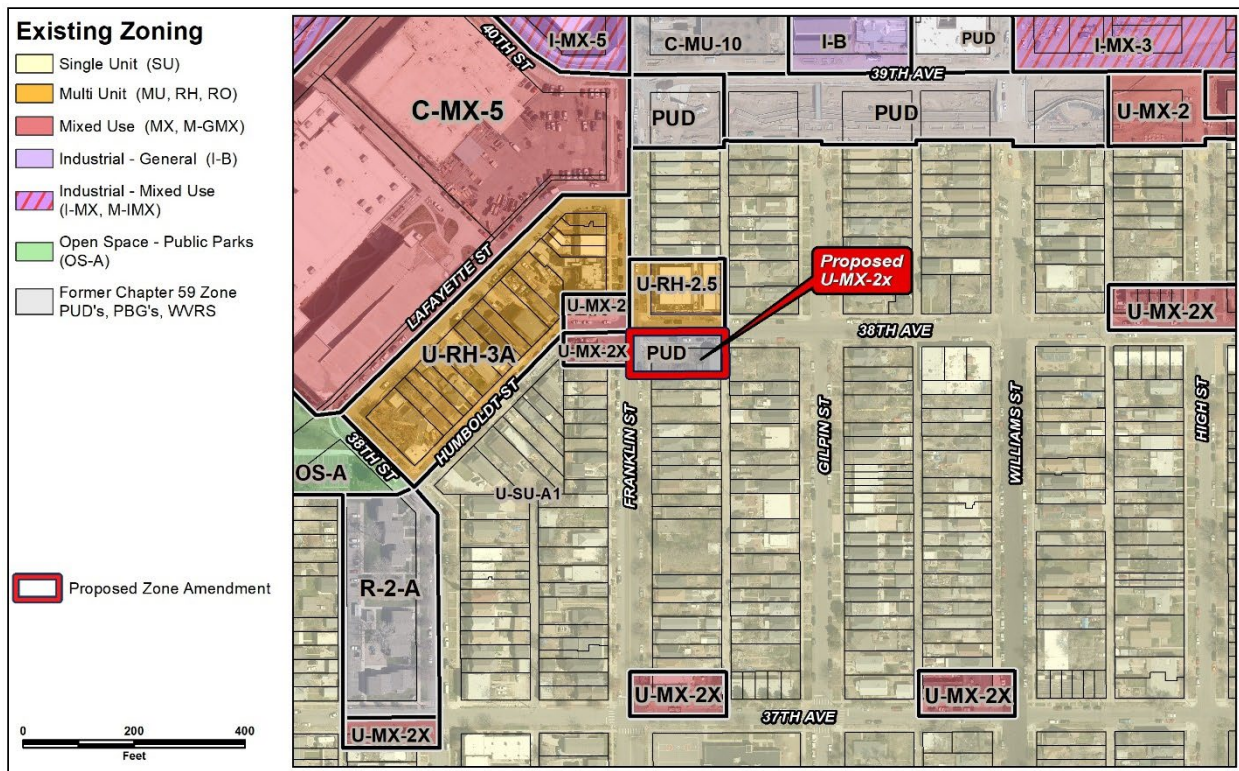 Existing Zoning
Single Unit (SU)
Multi Unit (MU, RH, RO)
Mixed Use (MX, M-GMX)
Industrial - General (I-B)
Industrial - Mixed Use
(I-MX, M-IMX)
Open Space - Public Parks
(OS-A)
Former Chapter 59 Zone
PUD's, PBG's, WVRS
Proposed Zone Amendment
0 200 400
Feet
40TH ST
I-MX-5
C-MU-10
I-B
PUD
I-MX-3
39TH AVE
C-MX-5
PUD
PUD
U-MX-2
LAFAYETTE ST
Proposed
U-MX-2x
U-RH-2.5
U-MX-2
38TH AVE
U-MX-2X
U-RH-3A
U-MX-2X
PUD
HUMBOLDT ST
38TH ST
OS-A
U-SU-A1
FRANKLIN ST
GILPIN ST
WILLIAMS ST
HIGH ST
R-2-A
U-MX-2X
U-MX-2X
37TH AVE
U-MX-2X